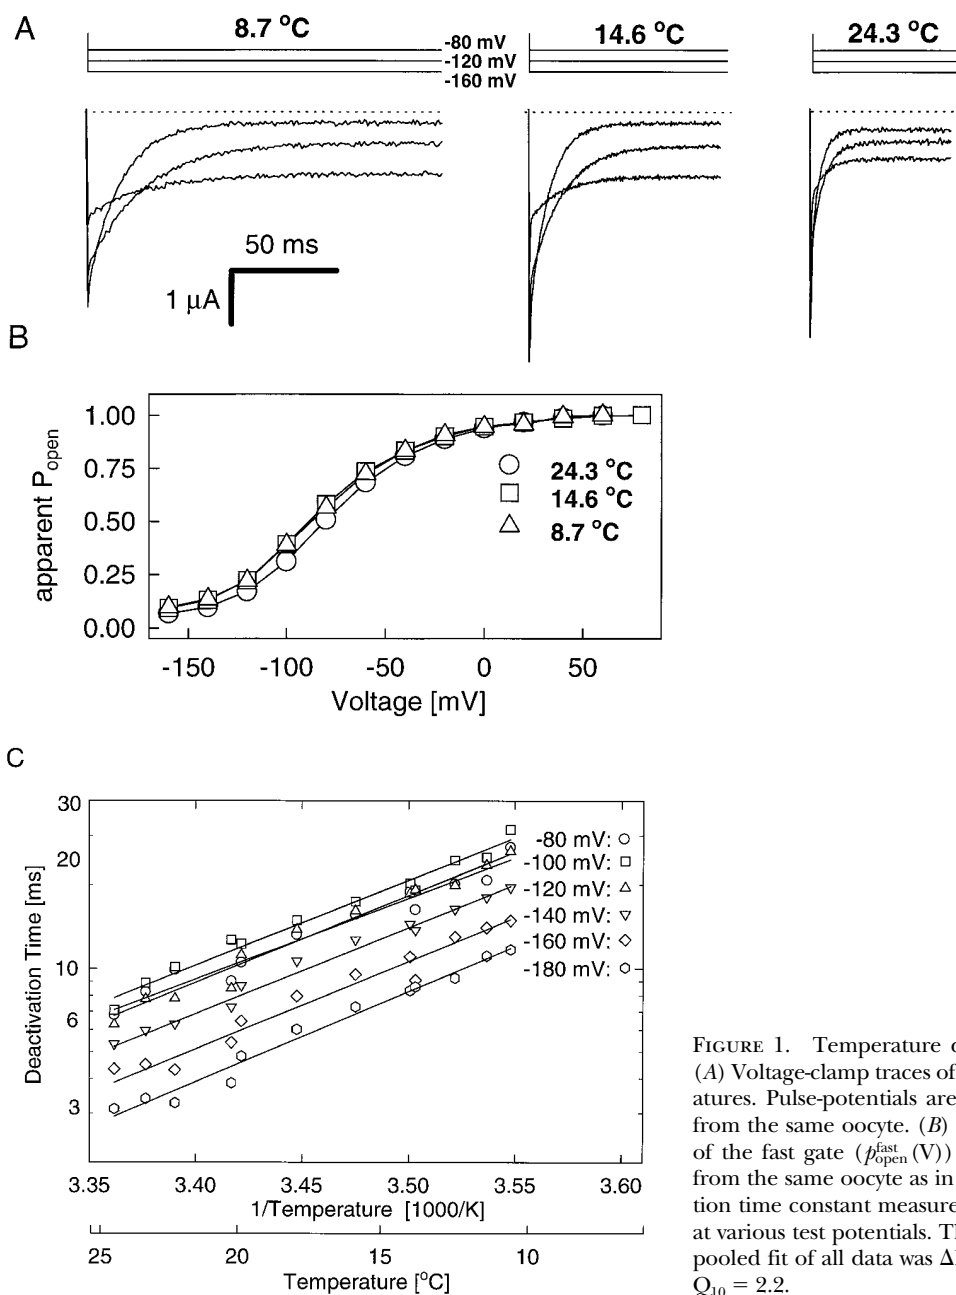 A
8.7 °C
14.6 °C
24.3 °C
-80 mV
-120 mV
-160 mV
50 ms
1 μA
B
apparent P_open
1.00
0.75
0.50
0.25
0.00
24.3 °C
14.6 °C
8.7 °C
-150
-100
-50
0
50
Voltage [mV]
C
Deactivation Time [ms]
30
20
10
6
3
-80 mV:
-100 mV:
-120 mV:
-140 mV:
-160 mV:
-180 mV:
3.35
3.40
3.45
3.50
3.55
3.60
1/Temperature [1000/K]
25
20
15
10
Temperature [°C]
FIGURE 1. Temperature
(A) Voltage-clamp traces of
atures. Pulse-potentials are
from the same oocyte. (B)
of the fast gate (p_open^fast (V))
from the same oocyte as in
tion time constant measure
at various test potentials.
pooled fit of all data was
Q10 = 2.2.